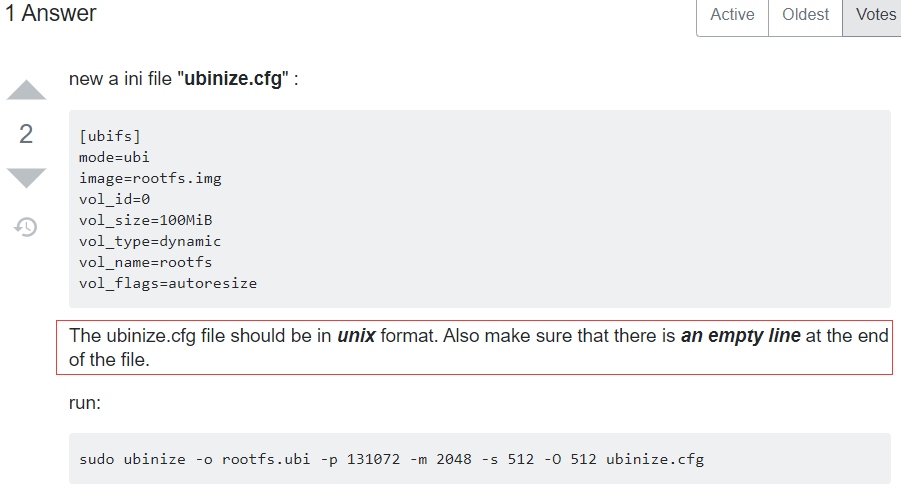 1 Answer
Active Oldest Votes
new a ini file "ubinize.cfg" :
2
[ubifs]
mode=ubi
image=rootfs.img
vol_id=0
vol_size=100MiB
vol_type=dynamic
vol_name=rootfs
vol_flags=autoresize
The ubinize.cfg file should be in unix format. Also make sure that there is an empty line at the end
of the file.
run:
sudo ubinize -o rootfs.ubi -p 131072 -m 2048 -s 512 -O 512 ubinize.cfg